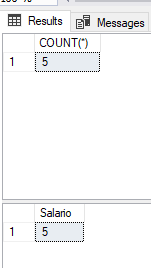 Results Messages
COUNT(*)
1 5
Salario
1 5